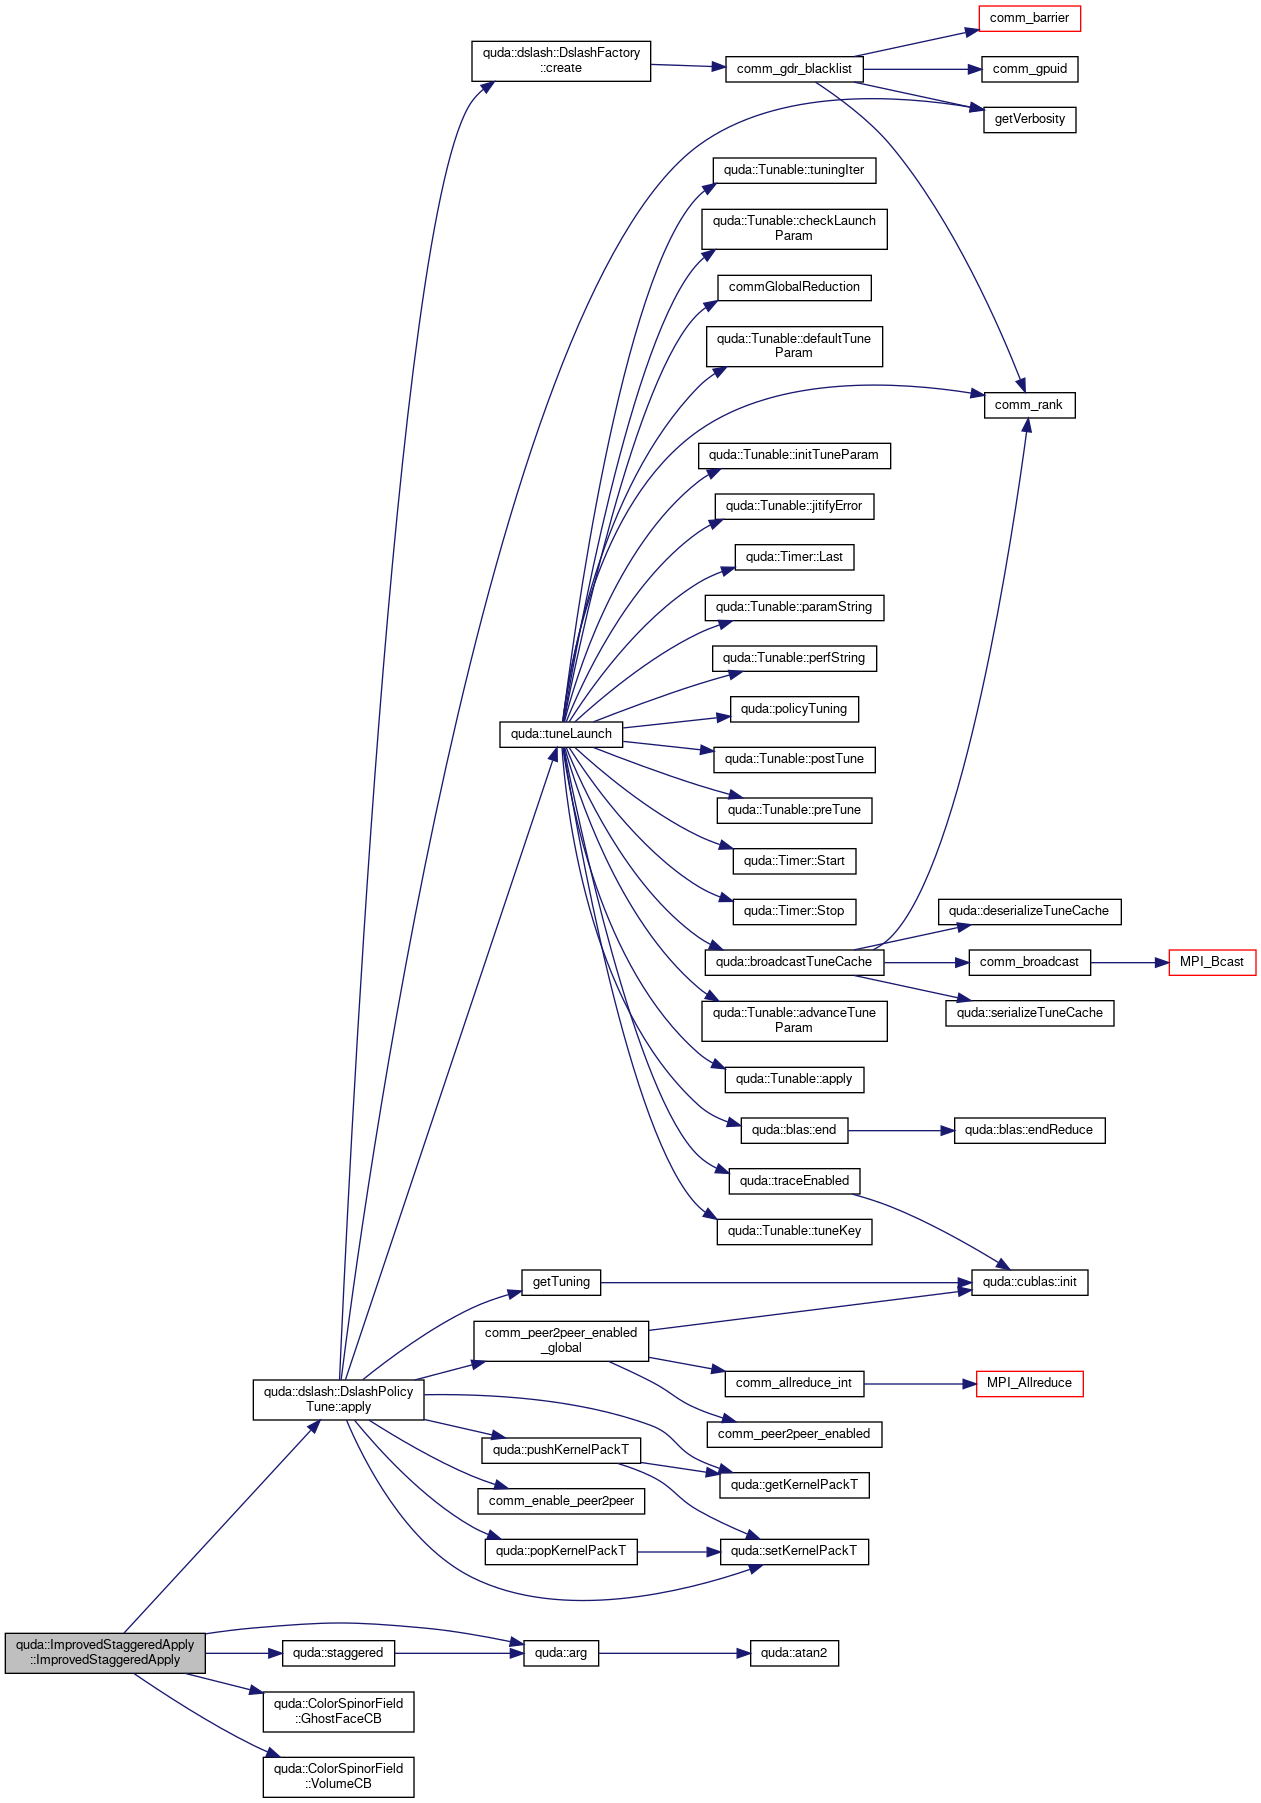 comm_barrier
quda::dslash::DslashFactory
::create
comm_gdr_blacklist
comm_gpuid
getVerbosity
quda::Tunable::tuningIter
quda::Tunable::checkLaunch
Param
commGlobalReduction
quda::Tunable::defaultTune
Param
comm_rank
quda::Tunable::initTuneParam
quda::Tunable::jitifyError
quda::Timer::Last
quda::Tunable::paramString
quda::Tunable::perfString
quda::policyTuning
quda::tuneLaunch
quda::Tunable::postTune
quda::Tunable::preTune
quda::Timer::Start
quda::Timer::Stop
quda::deserializeTuneCache
quda::broadcastTuneCache
comm_broadcast
MPI_Bcast
quda::serializeTuneCache
quda::Tunable::advanceTune
Param
quda::Tunable::apply
quda::blas::end
quda::blas::endReduce
quda::traceEnabled
quda::Tunable::tuneKey
getTuning
quda::cublas::init
comm_peer2peer_enabled
_global
comm_allreduce_int
MPI_Allreduce
quda::dslash::DslashPolicy
Tune::apply
comm_peer2peer_enabled
quda::pushKernelPackT
quda::getKernelPackT
comm_enable_peer2peer
quda::popKernelPackT
quda::setKernelPackT
quda::ImprovedStaggeredApply
::ImprovedStaggeredApply
quda::staggered
quda::arg
quda::atan2
quda::ColorSpinorField
::GhostFaceCB
quda::ColorSpinorField
::VolumeCB